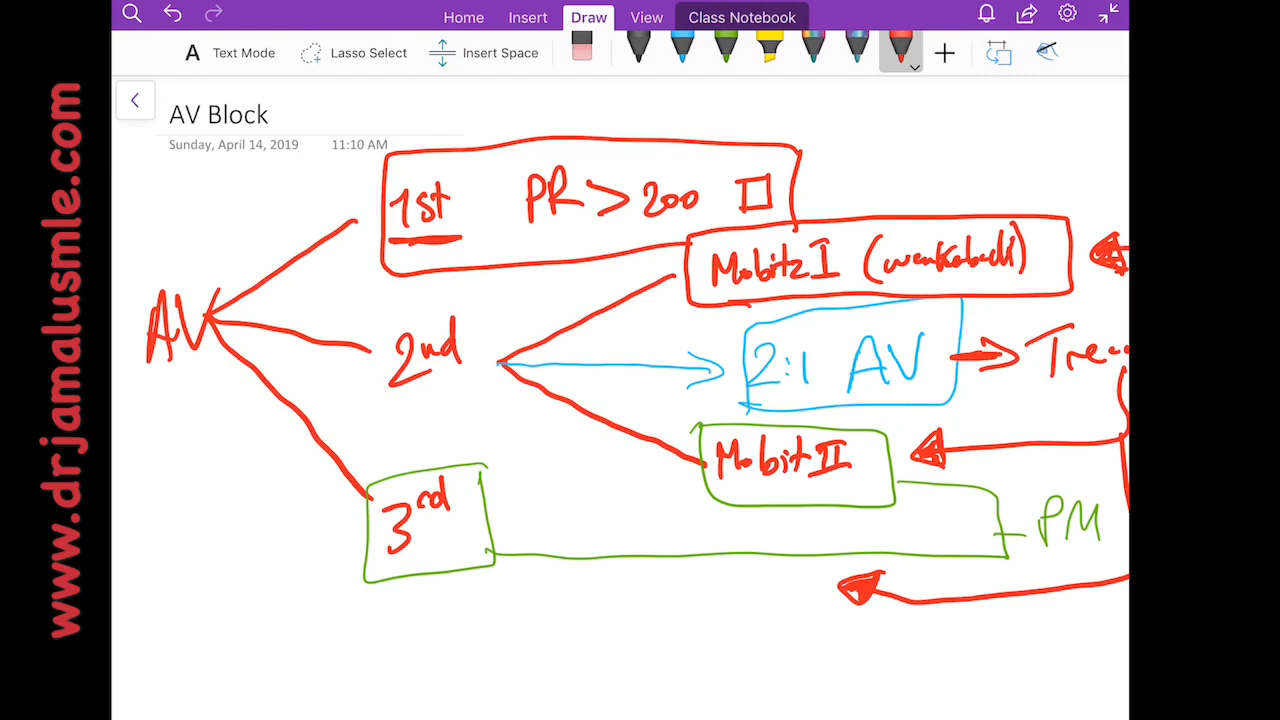 Home Insert Draw View Class Notebook
A Text Mode Lasso Select Insert Space
AV Block
Sunday, April 14, 2019 11:10 AM
1st PR > 200
Mobitz I
AV
2nd
2:1 AV
Mobitz II
3rd
PM
www.drjamalusmle.com